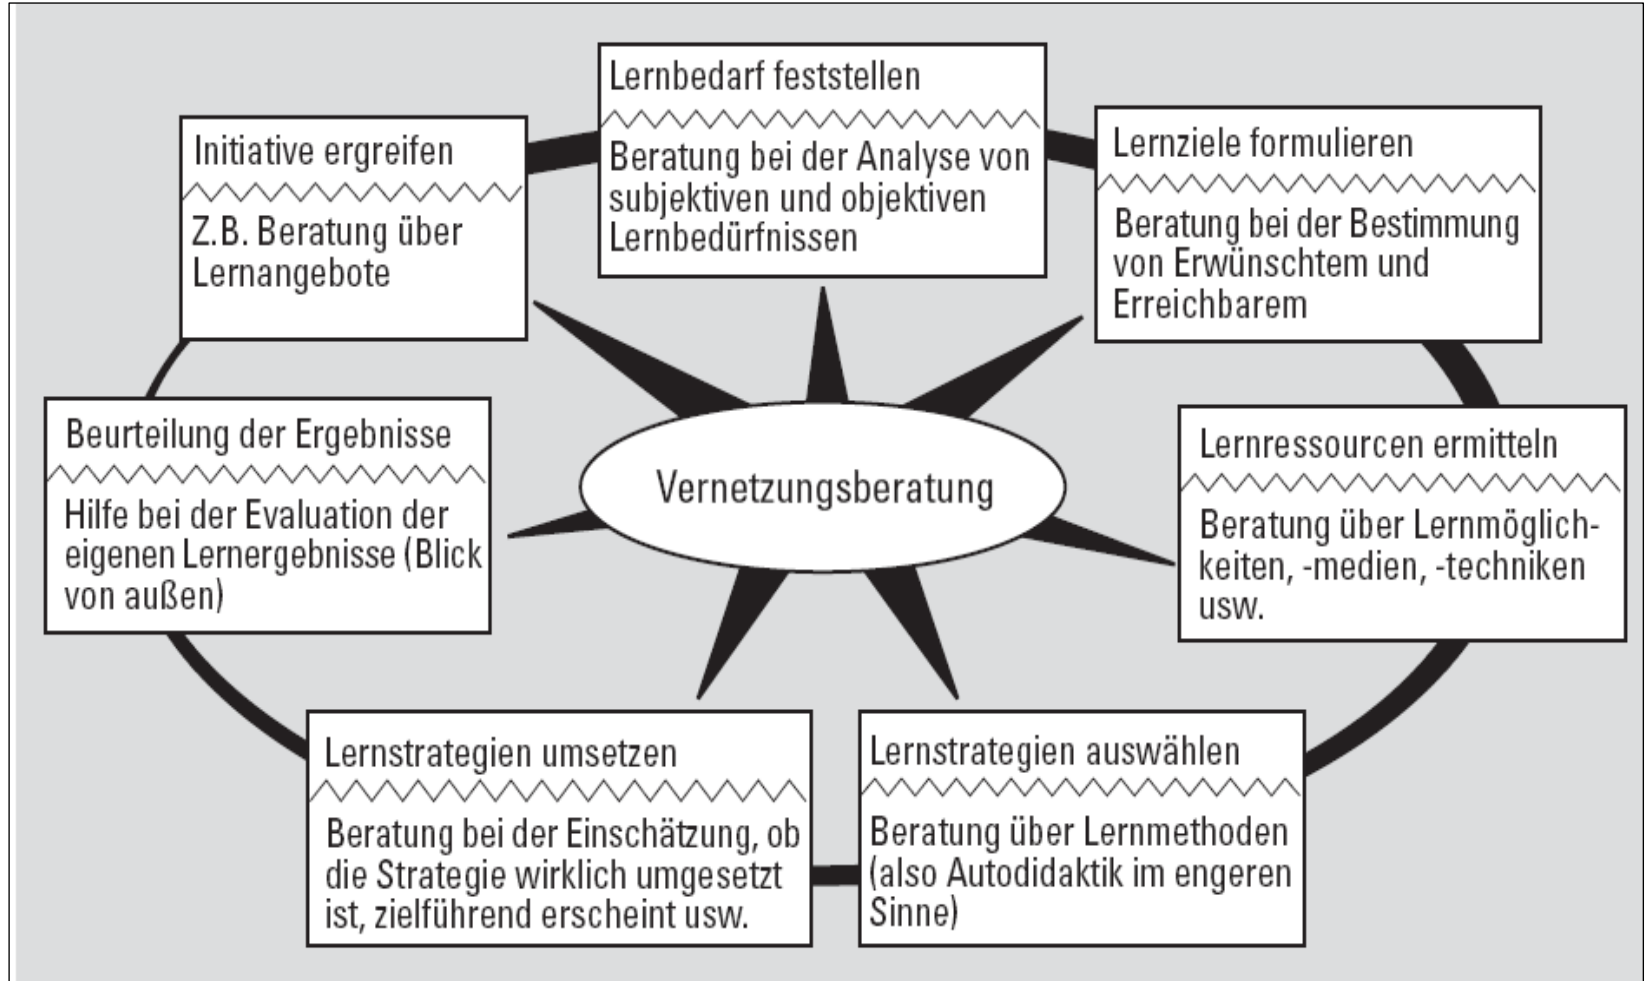 Lernbedarf feststellen
Beratung bei der Analyse von
subjektiven und objektiven
Lernbedürfnissen
Lernziele formulieren
Beratung bei der Bestimmung
von Erwünschtem und
Erreichbarem
Lernressourcen ermitteln
Beratung über Lernmöglich-
keiten, -medien, -techniken
usw.
Lernstrategien auswählen
Beratung über Lernmethoden
(also Autodidaktik im engeren
Sinne)
Lernstrategien umsetzen
Beratung bei der Einschätzung, ob
die Strategie wirklich umgesetzt
ist, zielführend erscheint usw.
Beurteilung der Ergebnisse
Hilfe bei der Evaluation der
eigenen Lernergebnisse (Blick
von außen)
Initiative ergreifen
Z.B. Beratung über
Lernangebote
Vernetzungsberatung